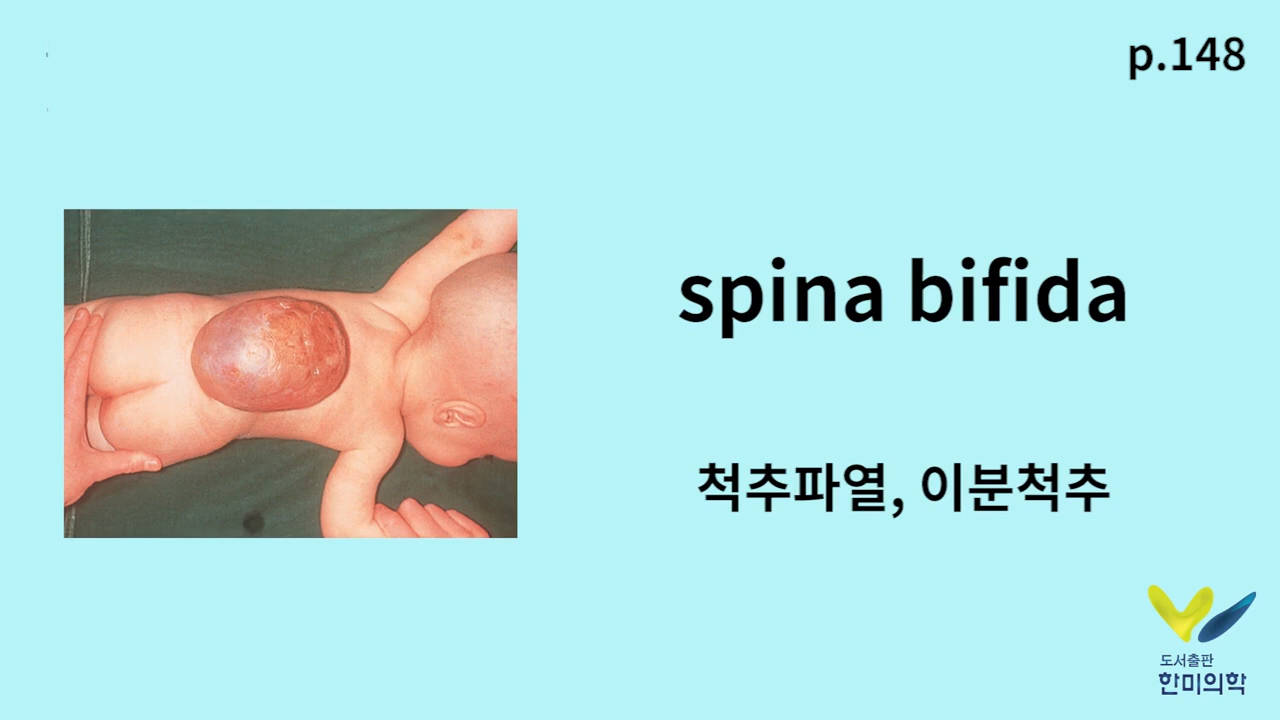 p.148
spina bifida
척추파열, 이분척추
도서출판
한미의학